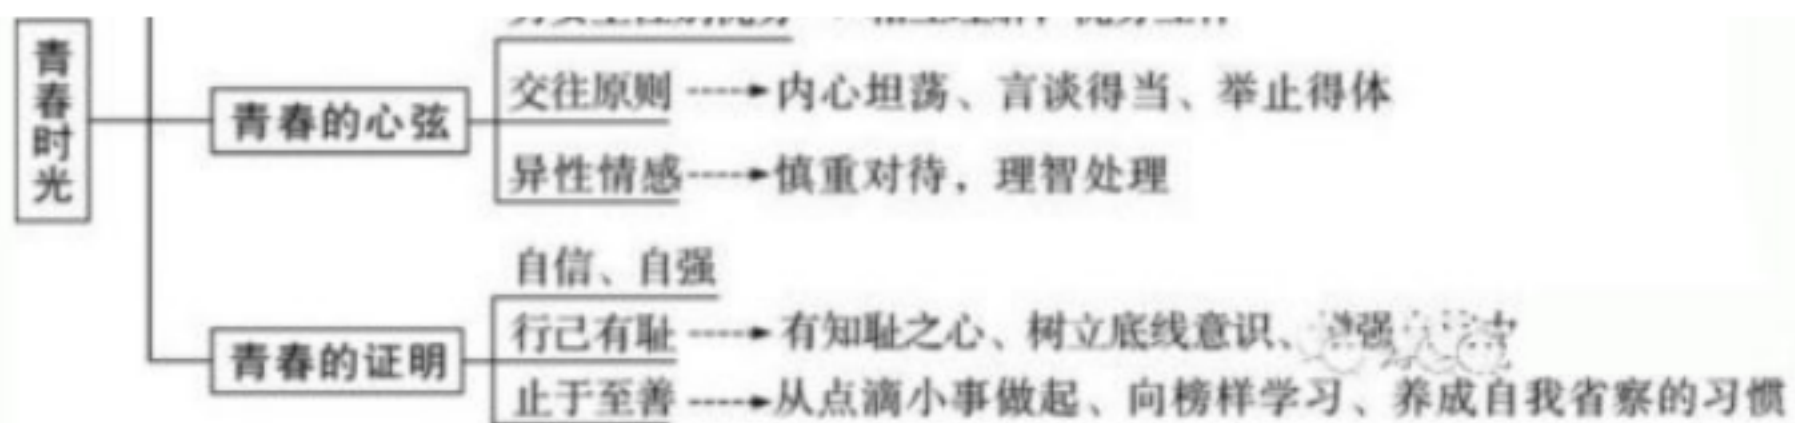 青春时光
青春的心弦
交往原则 内心坦荡、言谈得当、举止得体
异性情感 慎重对待，理智处理
自信、自强
青春的证明
行己有耻 有知耻之心、树立底线意识、
止于至善 从点滴小事做起、向榜样学习、养成自我省察的习惯